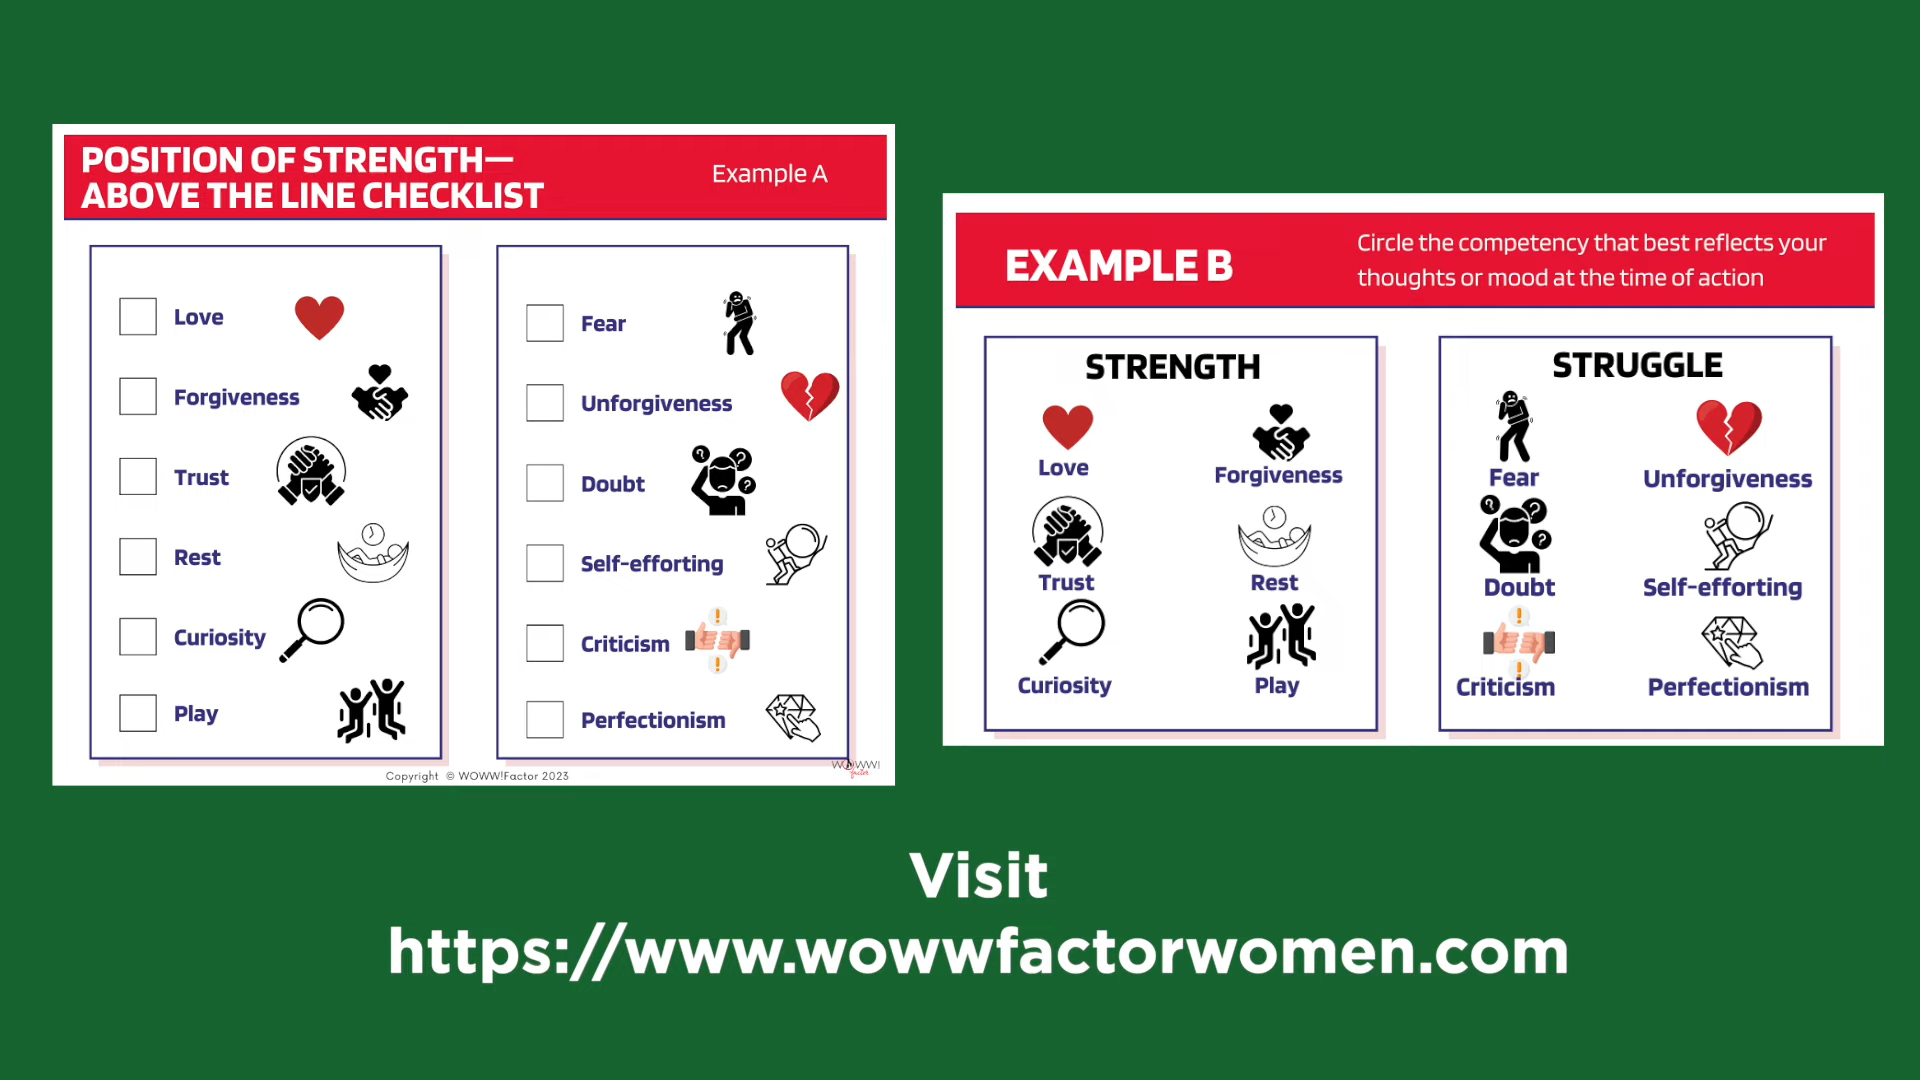 POSITION OF STRENGTH—
ABOVE THE LINE CHECKLIST
Example A
Love
Forgiveness
Trust
Rest
Curiosity
Play
Fear
Unforgiveness
Doubt
Self-efforting
Criticism
Perfectionism
Copyright © WOWW!Factor 2023
WOWW!
factor
EXAMPLE B
Circle the competency that best reflects your
thoughts or mood at the time of action
STRENGTH
Love
Forgiveness
Trust
Rest
Curiosity
Play
STRUGGLE
Fear
Unforgiveness
Doubt
Self-efforting
Criticism
Perfectionism
Visit
https://www.wowwfactorwomen.com